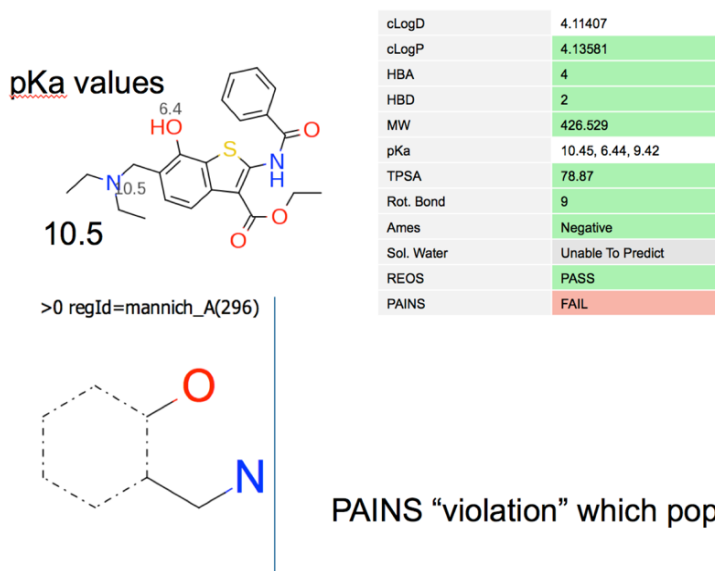 pKa values
6.4
HO
S
O
N
H
N
10.5
O
O
10.5
cLogD 4.11407
cLogP 4.13581
HBA 4
HBD 2
MW 426.529
pKa 10.45, 6.44, 9.42
TPSA 78.87
Rot. Bond 9
Ames Negative
Sol. Water Unable To Predict
REOS PASS
PAINS FAIL
>0 regId=mannich_A(296)
O
N
PAINS “violation” which pop